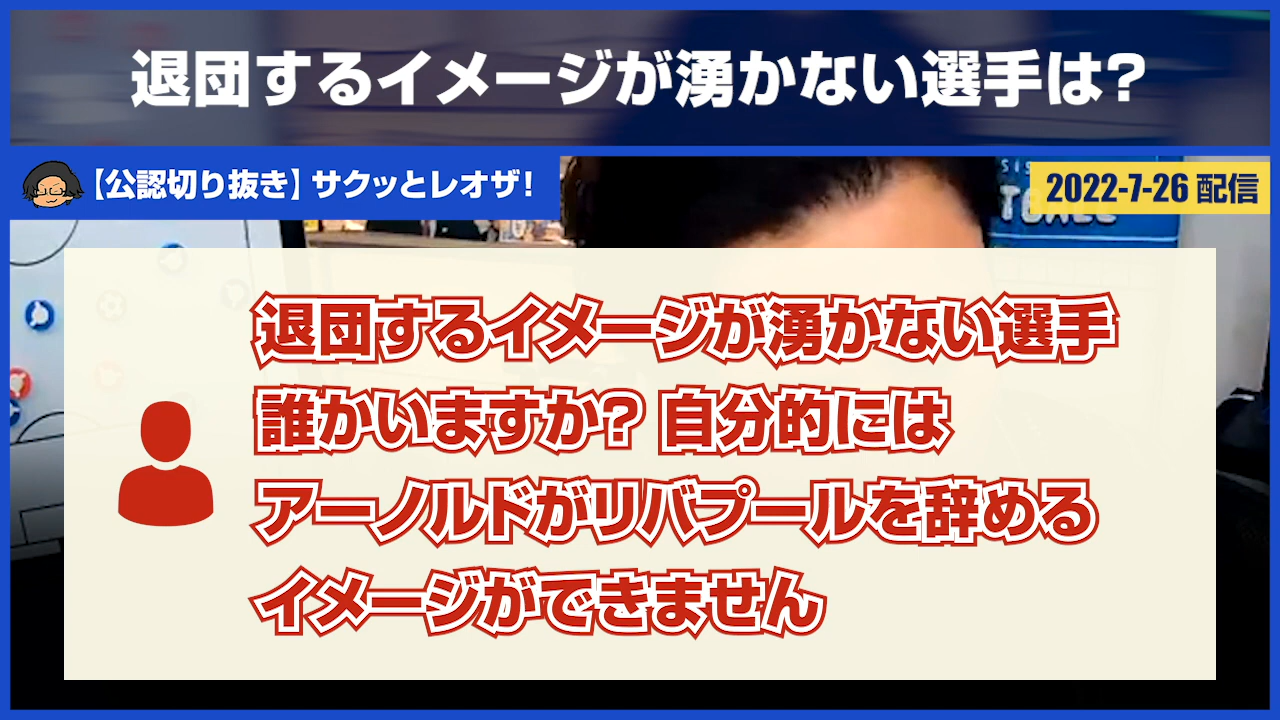 退団するイメージが湧かない選手は?
【公認切り抜き】サクッとレオザ!
2022-7-26 配信
退団するイメージが湧かない選手
誰かいますか? 自分的には
アーノルドがリバプールを辞める
イメージができません